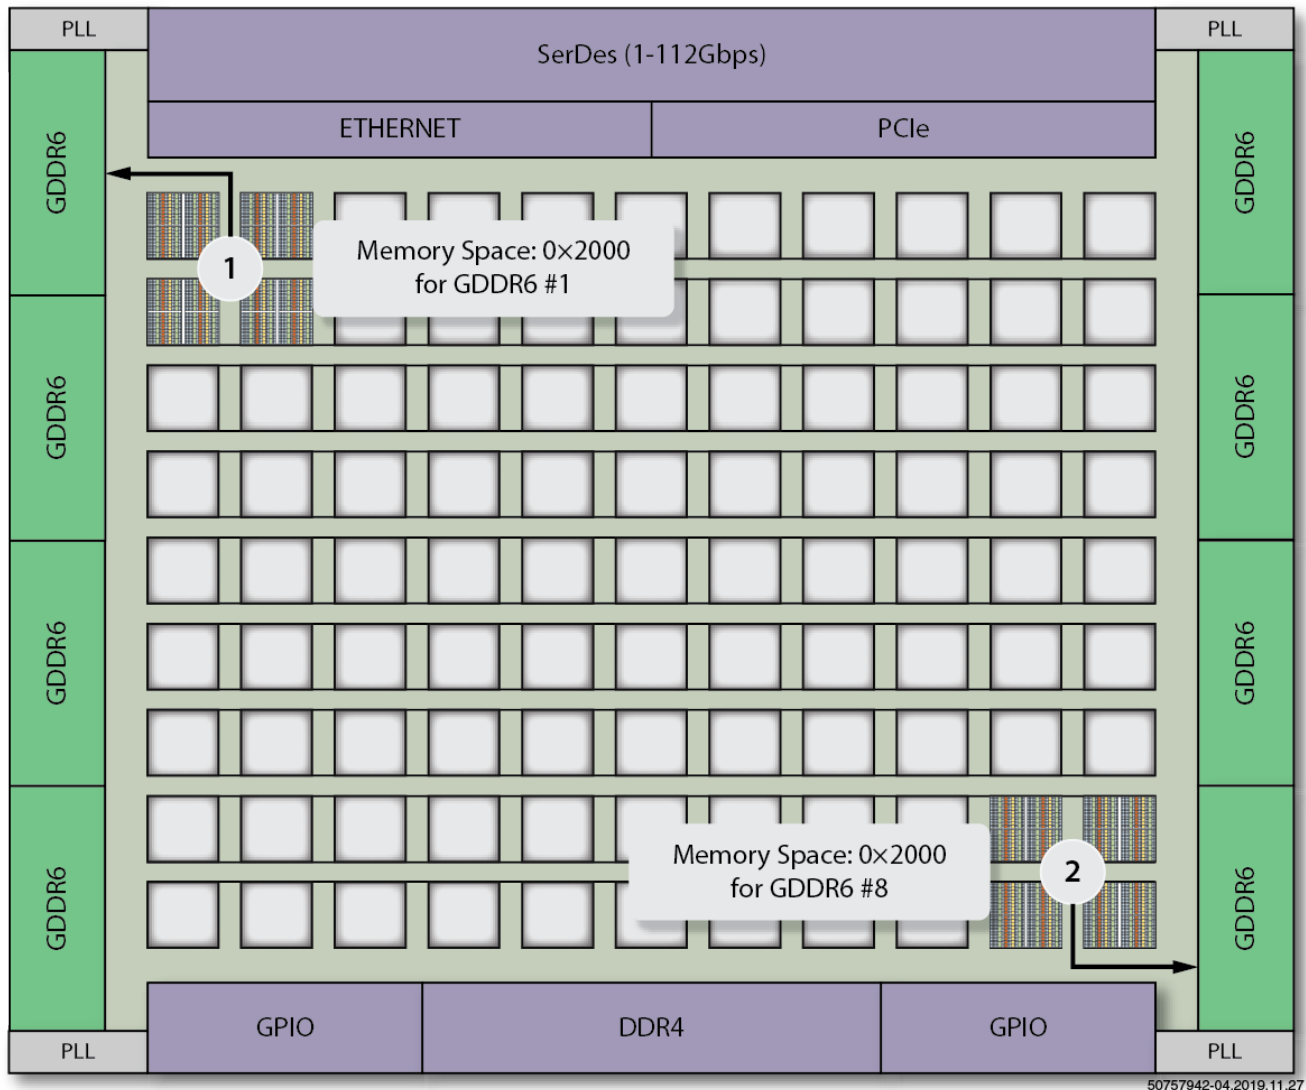 PLL
SerDes (1-112Gbps)
PLL
ETHERNET
PCIe
GDDR6
GDDR6
1
Memory Space: 0×2000
for GDDR6 #1
GDDR6
GDDR6
GDDR6
GDDR6
Memory Space: 0×2000
for GDDR6 #8
2
GDDR6
GDDR6
GPIO
DDR4
GPIO
PLL
PLL
50757942-04.2019.11.27